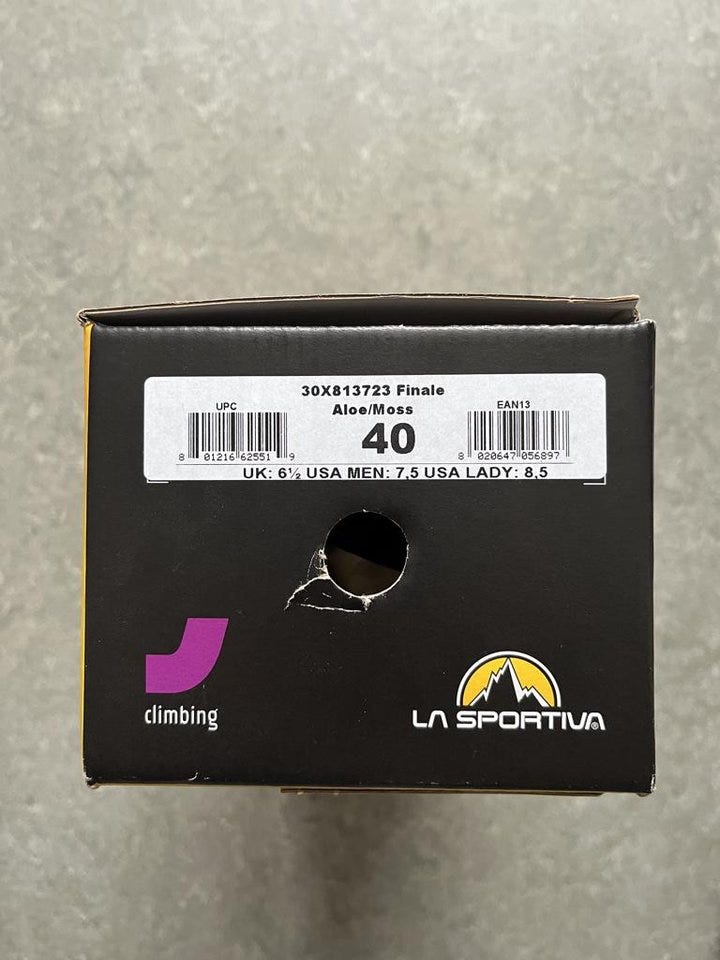 30X813723 Finale
Aloe/Moss
UPC
EAN13
40
8 01216 62551 9
8 020647 056897
UK: 6½ USA MEN: 7,5 USA LADY: 8,5
climbing
LA SPORTIVA®